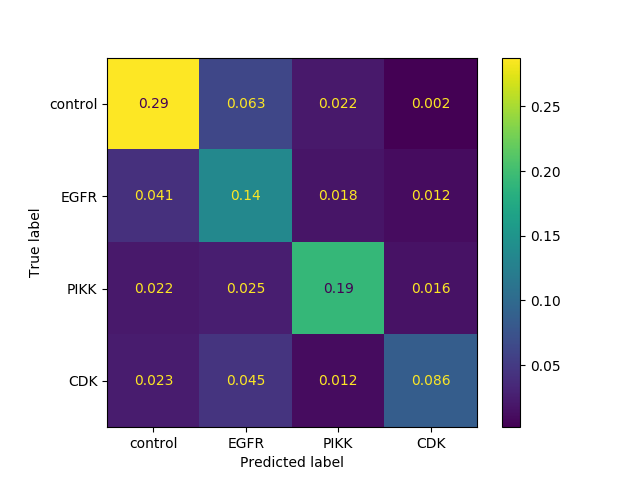 control 0.29 0.063 0.022 0.002
EGFR 0.041 0.14 0.018 0.012
PIKK 0.022 0.025 0.19 0.016
CDK 0.023 0.045 0.012 0.086
control EGFR PIKK CDK
Predicted label
True label
0.25
0.20
0.15
0.10
0.05